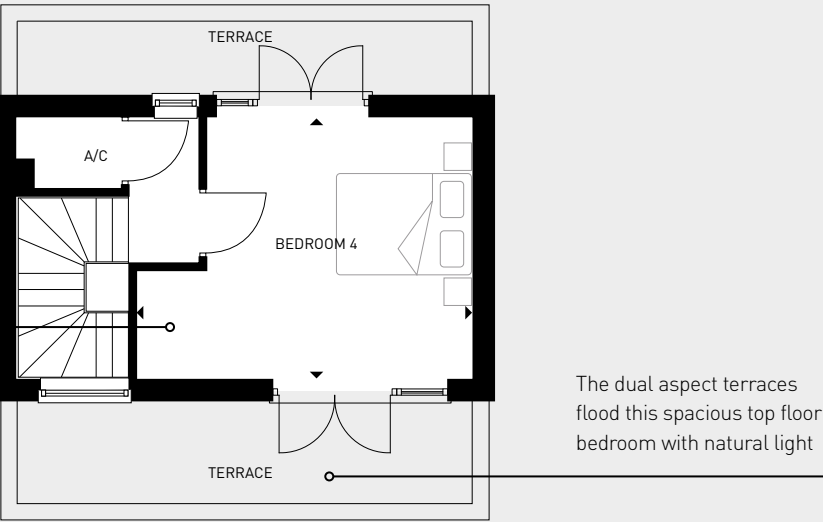 TERRACE
A/C
BEDROOM 4
The dual aspect terraces
flood this spacious top floor
bedroom with natural light
TERRACE